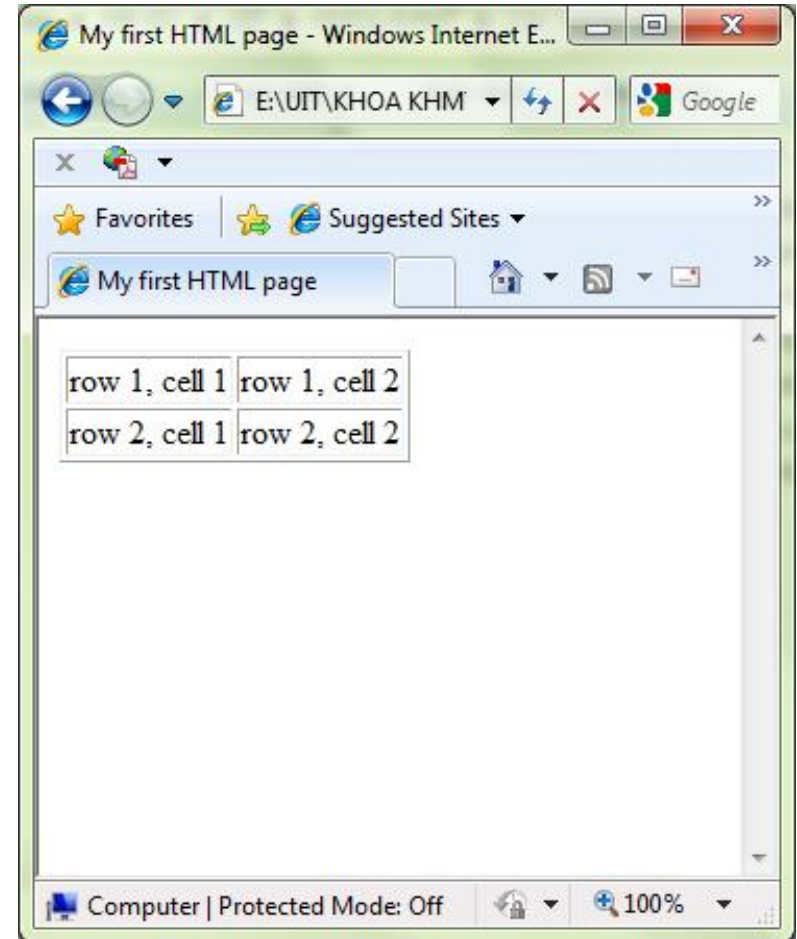 My first HTML page - Windows Internet E...
E:\UIT\KHOA KHM
Google
Favorites Suggested Sites
My first HTML page
row 1, cell 1 row 1, cell 2
row 2, cell 1 row 2, cell 2
Computer | Protected Mode: Off 100%